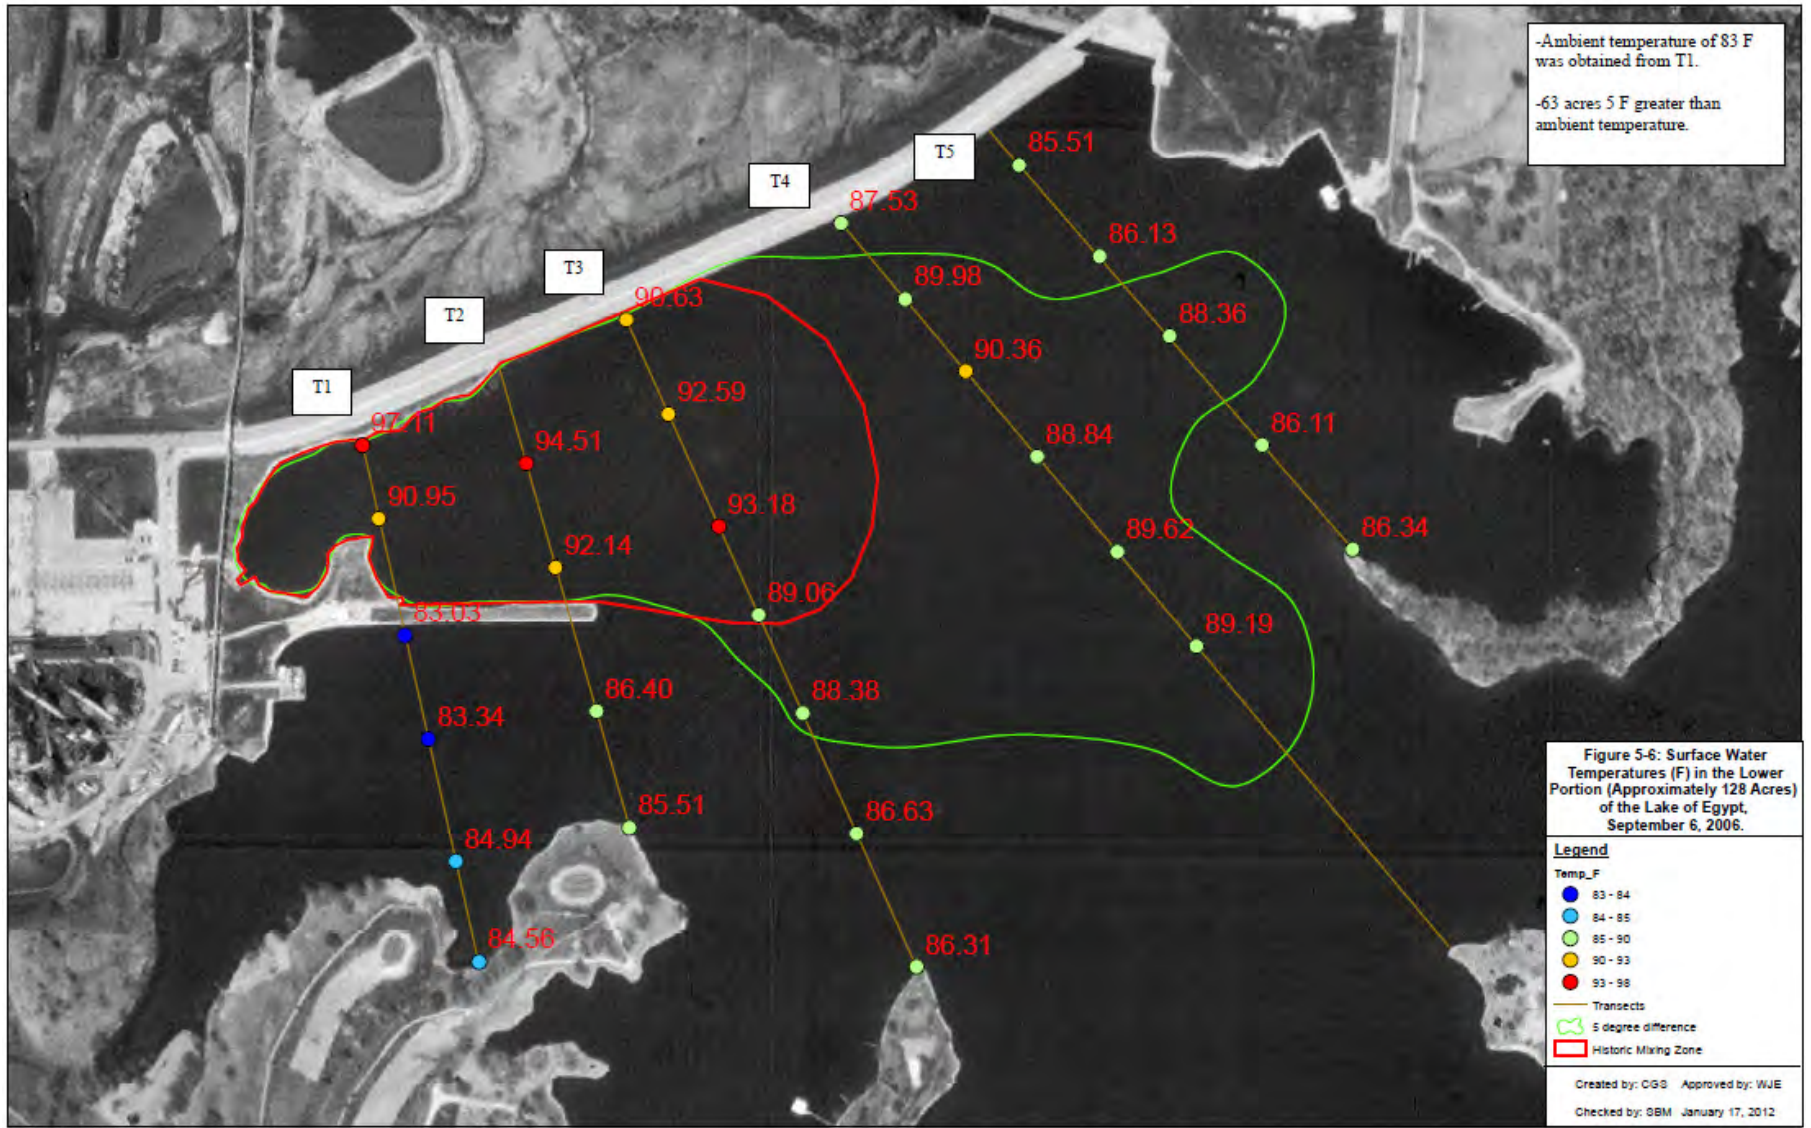 -Ambient temperature of 83 F
was obtained from T1.
-63 acres 5 F greater than
ambient temperature.
T5
85.51
T4
87.53
86.13
T3
89.98
90.63
T2
88.36
90.36
T1
92.59
97.11
94.51
88.84
86.11
90.95
93.18
92.14
89.62
86.34
83.03
89.06
89.19
86.40
88.38
83.34
85.51
86.63
84.94
84.56
86.31
Figure 5-6: Surface Water
Temperatures (F) in the Lower
Portion (Approximately 128 Acres)
of the Lake of Egypt,
September 6, 2006.
Legend
Temp_F
83 - 84
84 - 85
85 - 90
90 - 93
93 - 98
Transects
5 degree difference
Historic Mixing Zone
Created by: CGS Approved by: WJE
Checked by: SBM January 17, 2012